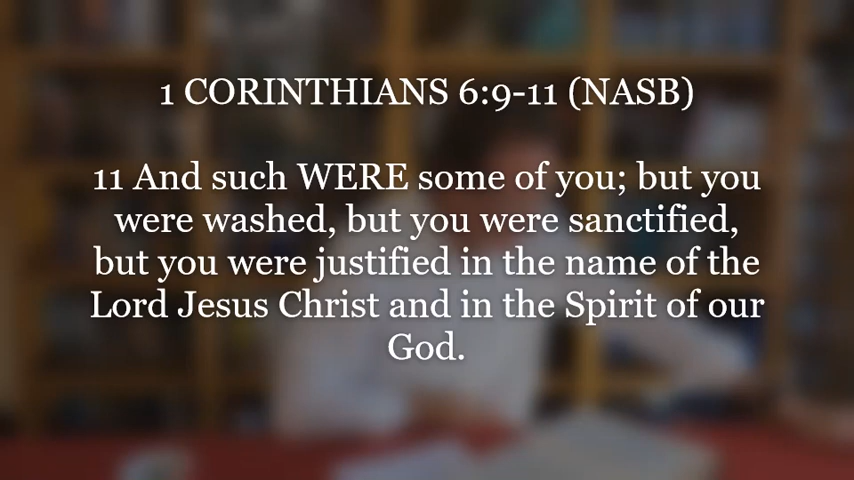 1 CORINTHIANS 6:9-11 (NASB)
11 And such WERE some of you; but you
were washed, but you were sanctified,
but you were justified in the name of the
Lord Jesus Christ and in the Spirit of our
God.